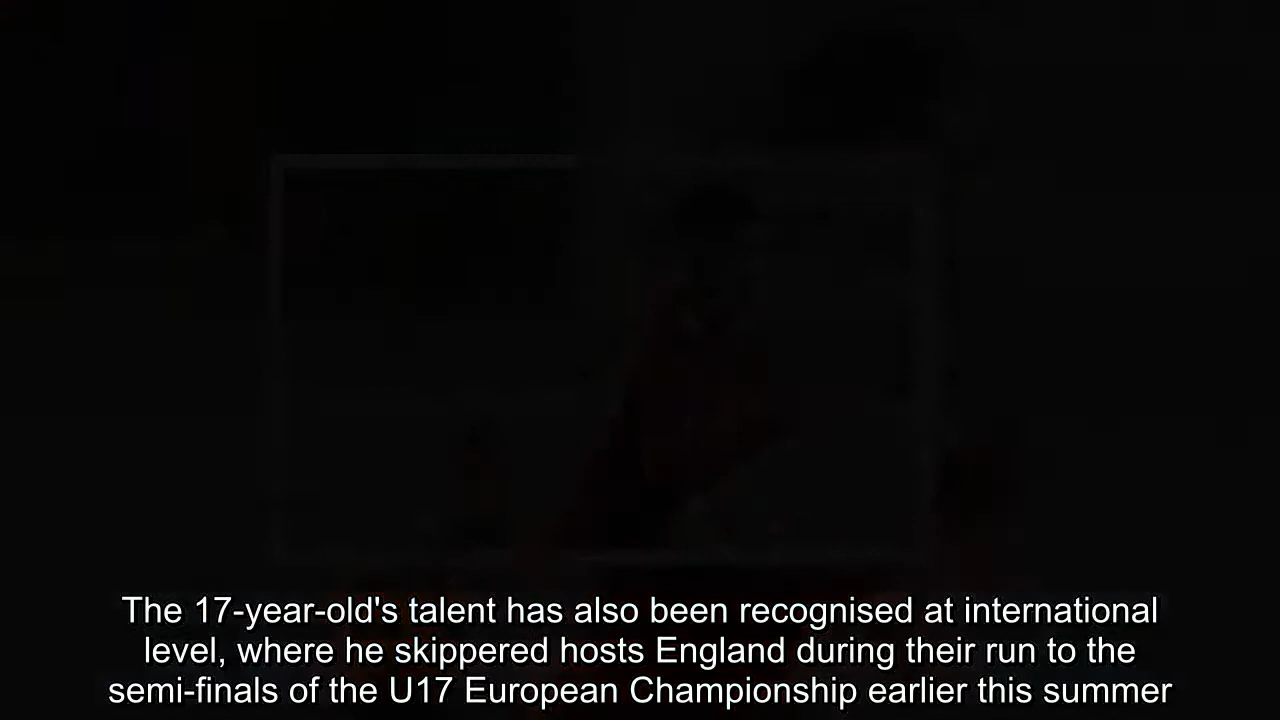 The 17-year-old's talent has also been recognised at international
level, where he skippered hosts England during their run to the
semi-finals of the U17 European Championship earlier this summer